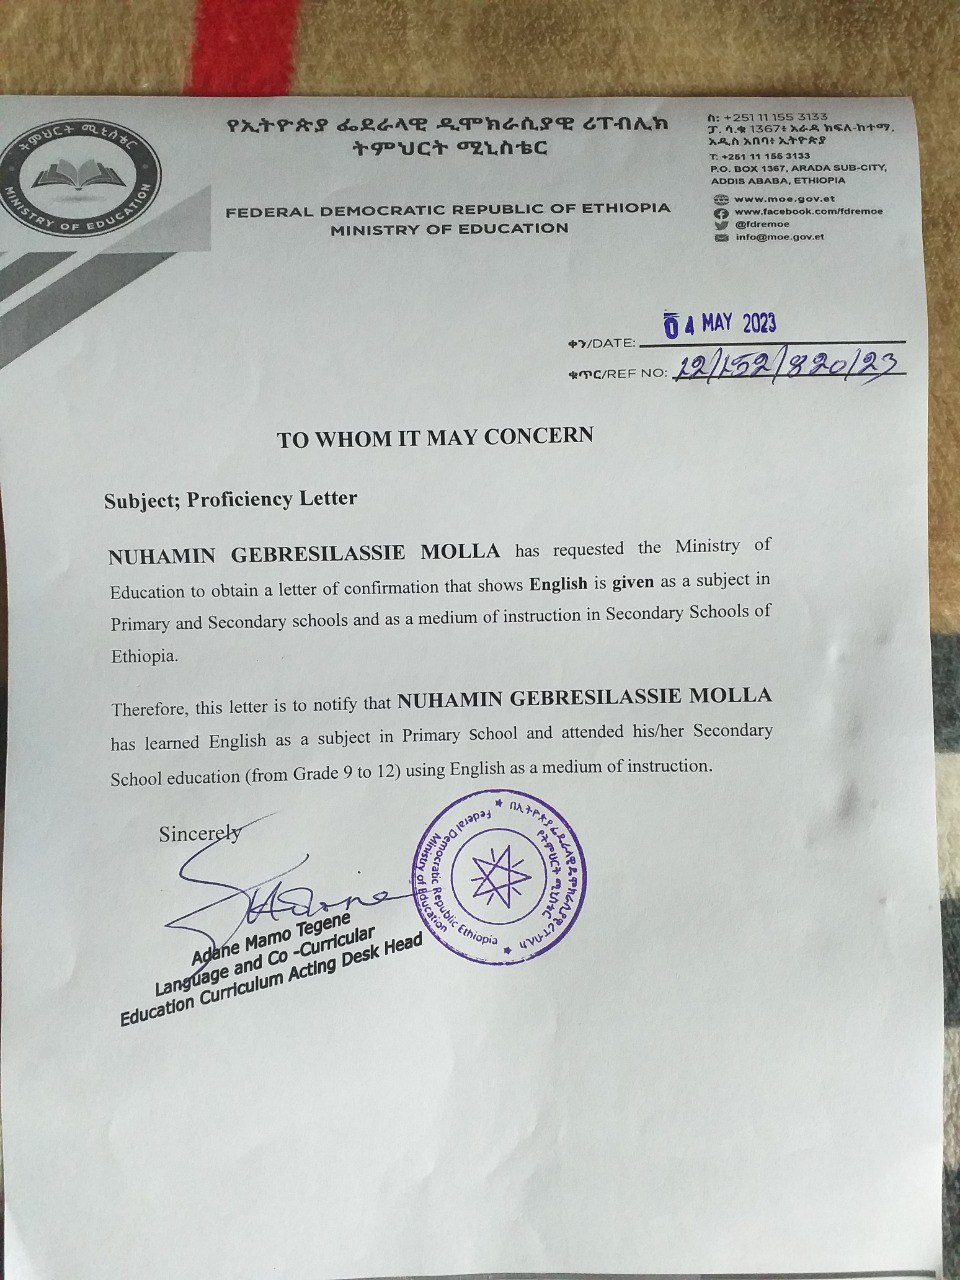 ትምህርት ሚኒስቴር
MINISTRY OF EDUCATION
የኢትዮጵያ ፌደራላዊ ዲሞክራሲያዊ ሪፐብሊክ
ትምህርት ሚኒስቴር
FEDERAL DEMOCRATIC REPUBLIC OF ETHIOPIA
MINISTRY OF EDUCATION
ስ: +251 11 155 3133
ፖ. ሳ.ቁ 1367፥ አራዳ ክፍለ-ከተማ,
አዲስ አበባ፥ ኢትዮጵያ
T: +251 11 155 3133
P.O. BOX 1367, ARADA SUB-CITY,
ADDIS ABABA, ETHIOPIA
www.moe.gov.et
www.facebook.com/fdremoe
@fdremoe
info@moe.gov.et
ቀን/DATE: 04 MAY 2023
ቁጥር/REF NO: 12/152/820/23
TO WHOM IT MAY CONCERN
Subject; Proficiency Letter
NUHAMIN GEBRESILASSIE MOLLA has requested the Ministry of
Education to obtain a letter of confirmation that shows English is given as a subject in
Primary and Secondary schools and as a medium of instruction in Secondary Schools of
Ethiopia.
Therefore, this letter is to notify that NUHAMIN GEBRESILASSIE MOLLA
has learned English as a subject in Primary School and attended his/her Secondary
School education (from Grade 9 to 12) using English as a medium of instruction.
Sincerely
Adane Mamo Tegene
Language and Co -Curricular
Education Curriculum Acting Desk Head
የትምህርት ሚኒስቴር
Federal Democratic Republic Ethiopia
Ministry of Education